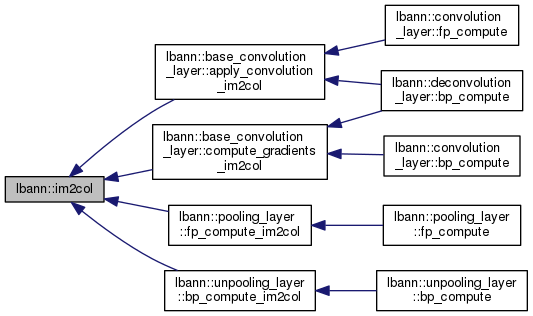 lbann::im2col
lbann::base_convolution
_layer::apply_convolution
_im2col
lbann::base_convolution
_layer::compute_gradients
_im2col
lbann::pooling_layer
::fp_compute_im2col
lbann::unpooling_layer
::bp_compute_im2col
lbann::convolution
_layer::fp_compute
lbann::deconvolution
_layer::bp_compute
lbann::convolution
_layer::bp_compute
lbann::pooling_layer
::fp_compute
lbann::unpooling_layer
::bp_compute